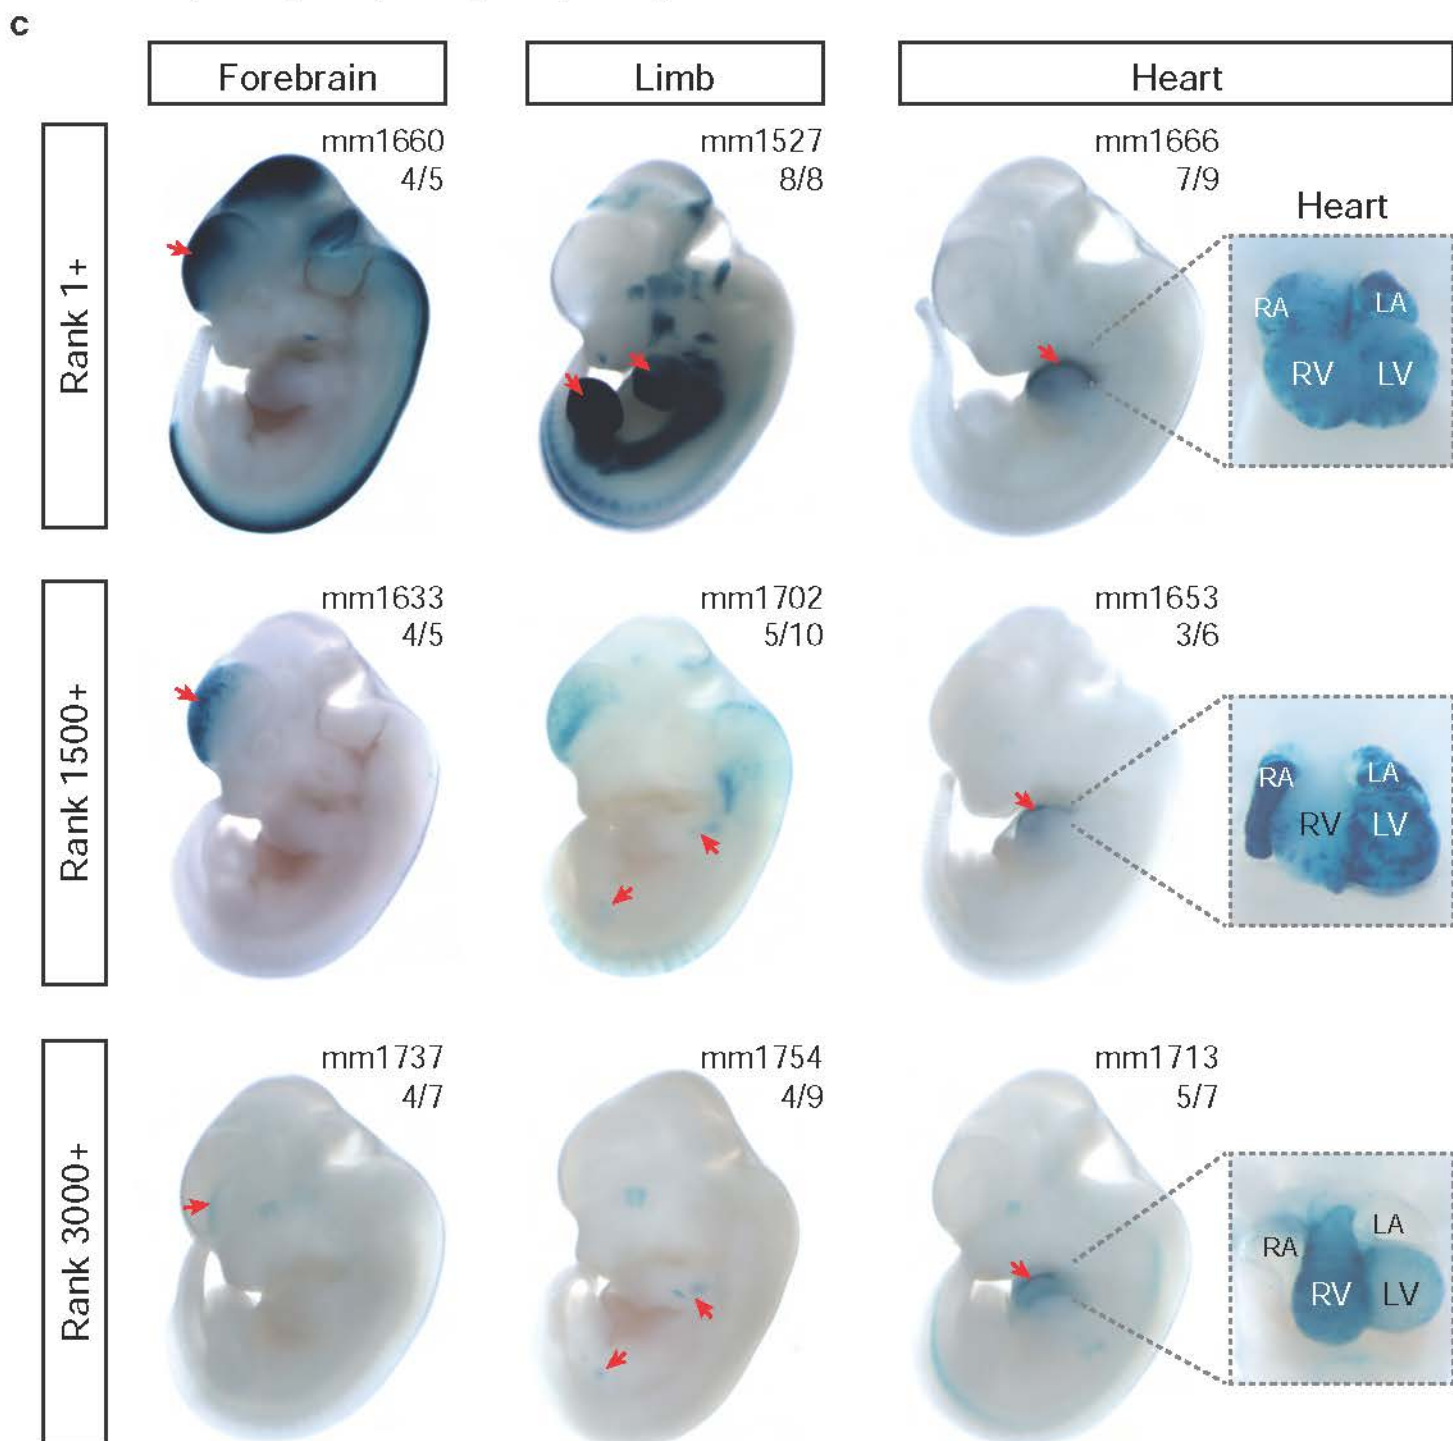 c
Forebrain
Limb
Heart
Rank 1+
mm1660
4/5
mm1527
8/8
mm1666
7/9
Heart
RA
LA
RV
LV
Rank 1500+
mm1633
4/5
mm1702
5/10
mm1653
3/6
RA
LA
RV
LV
Rank 3000+
mm1737
4/7
mm1754
4/9
mm1713
5/7
LA
RA
RV
LV